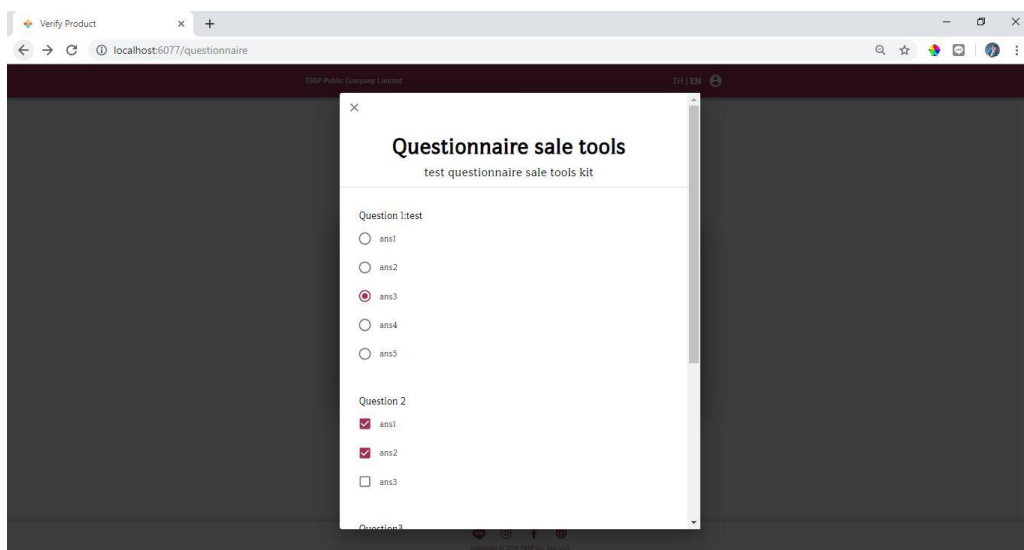 Verify Product
localhost:6077/questionnaire
TBSP Public Company Limited
TH | EN
Questionnaire sale tools
test questionnaire sale tools kit
Question 1:test
ans1
ans2
ans3
ans4
ans5
Question 2
ans1
ans2
ans3
Question3